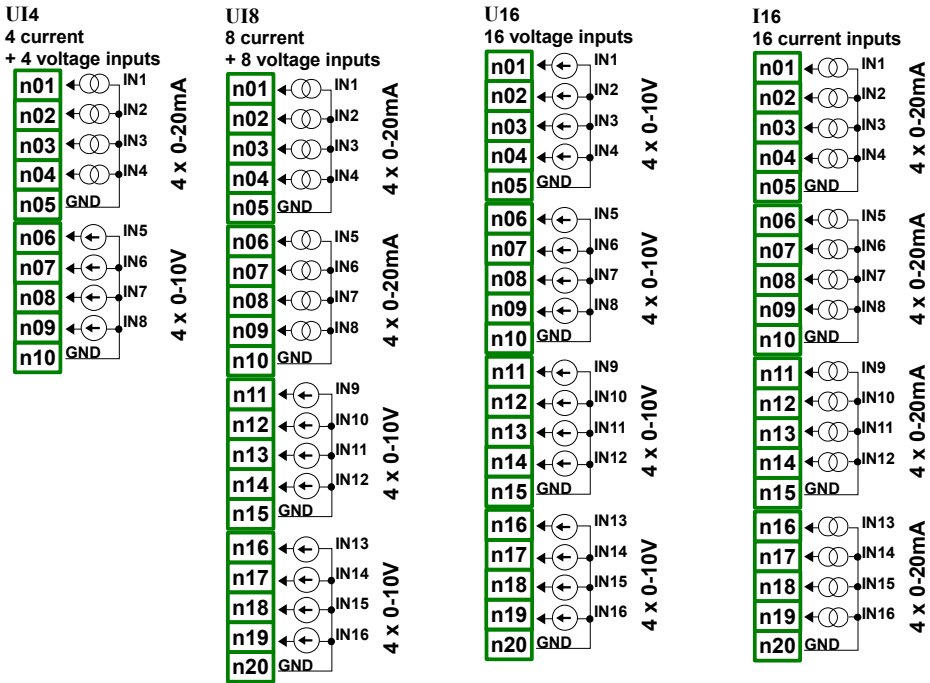 UI4
4 current
+ 4 voltage inputs
n01 IN1
n02 IN2
n03 IN3
n04 IN4
n05 GND
4 x 0-20mA
n06 IN5
n07 IN6
n08 IN7
n09 IN8
n10 GND
4 x 0-10V
UI8
8 current
+ 8 voltage inputs
n01 IN1
n02 IN2
n03 IN3
n04 IN4
n05 GND
4 x 0-20mA
n06 IN5
n07 IN6
n08 IN7
n09 IN8
n10 GND
4 x 0-20mA
n11 IN9
n12 IN10
n13 IN11
n14 IN12
n15 GND
4 x 0-10V
n16 IN13
n17 IN14
n18 IN15
n19 IN16
n20 GND
4 x 0-10V
U16
16 voltage inputs
n01 IN1
n02 IN2
n03 IN3
n04 IN4
n05 GND
4 x 0-10V
n06 IN5
n07 IN6
n08 IN7
n09 IN8
n10 GND
4 x 0-10V
n11 IN9
n12 IN10
n13 IN11
n14 IN12
n15 GND
4 x 0-10V
n16 IN13
n17 IN14
n18 IN15
n19 IN16
n20 GND
4 x 0-10V
I16
16 current inputs
n01 IN1
n02 IN2
n03 IN3
n04 IN4
n05 GND
4 x 0-20mA
n06 IN5
n07 IN6
n08 IN7
n09 IN8
n10 GND
4 x 0-20mA
n11 IN9
n12 IN10
n13 IN11
n14 IN12
n15 GND
4 x 0-20mA
n16 IN13
n17 IN14
n18 IN15
n19 IN16
n20 GND
4 x 0-20mA